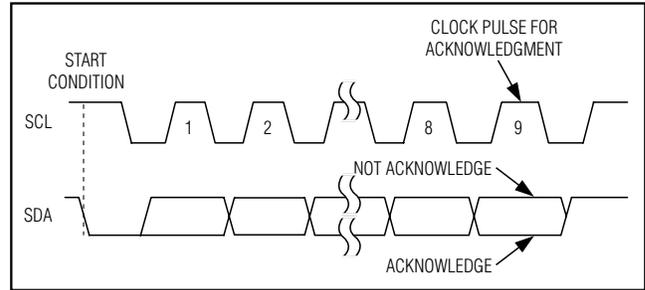 CLOCK PULSE FOR
ACKNOWLEDGMENT
START
CONDITION
SCL
1
2
8
9
NOT ACKNOWLEDGE
SDA
ACKNOWLEDGE